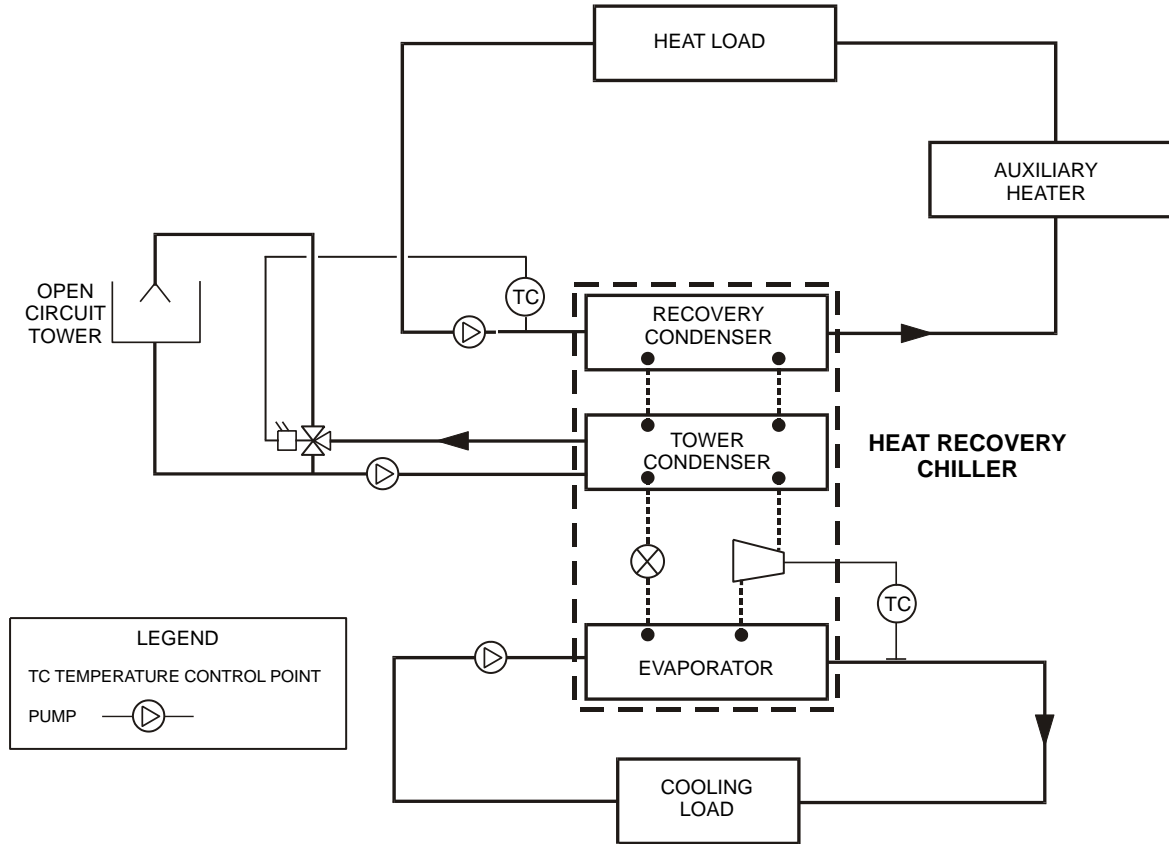 HEAT LOAD
AUXILIARY
HEATER
OPEN
CIRCUIT
TOWER
TC
RECOVERY
CONDENSER
TOWER
CONDENSER
HEAT RECOVERY
CHILLER
TC
EVAPORATOR
COOLING
LOAD
LEGEND
TC TEMPERATURE CONTROL POINT
PUMP